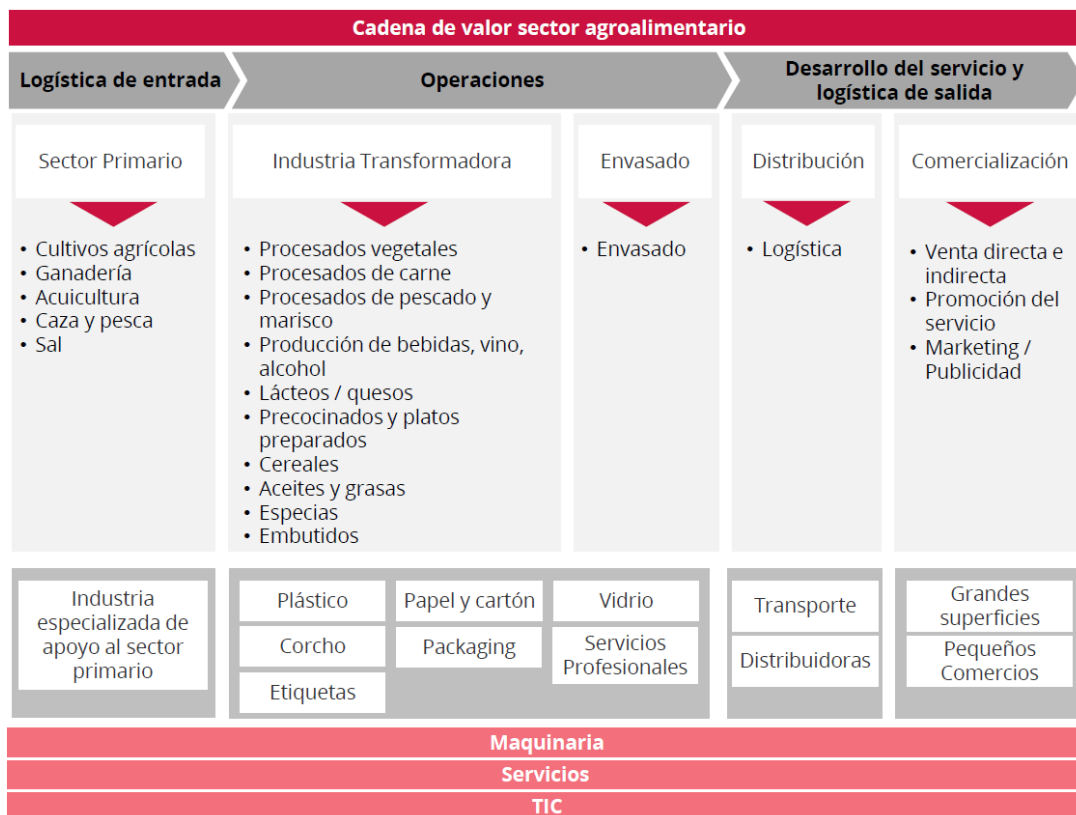 Cadena de valor sector agroalimentario
Logística de entrada
Operaciones
Desarrollo del servicio y
logística de salida
Sector Primario
• Cultivos agrícolas
• Ganadería
• Acuicultura
• Caza y pesca
• Sal
Industria Transformadora
• Procesados vegetales
• Procesados de carne
• Procesados de pescado y
marisco
• Producción de bebidas, vino,
alcohol
• Lácteos / quesos
• Precocinados y platos
preparados
• Cereales
• Aceites y grasas
• Especias
• Embutidos
Envasado
• Envasado
Distribución
• Logística
Comercialización
• Venta directa e
indirecta
• Promoción del
servicio
• Marketing /
Publicidad
Industria
especializada de
apoyo al sector
primario
Plástico
Papel y cartón
Vidrio
Corcho
Packaging
Servicios
Profesionales
Etiquetas
Transporte
Distribuidoras
Grandes
superficies
Pequeños
Comercios
Maquinaria
Servicios
TIC